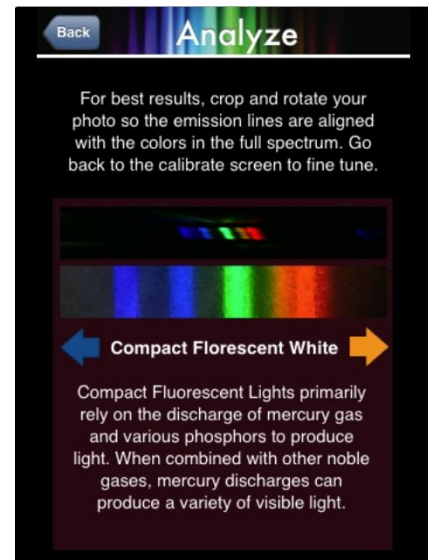 Back
Analyze
For best results, crop and rotate your
photo so the emission lines are aligned
with the colors in the full spectrum. Go
back to the calibrate screen to fine tune.
Compact Florescent White
Compact Fluorescent Lights primarily
rely on the discharge of mercury gas
and various phosphors to produce
light. When combined with other noble
gases, mercury discharges can
produce a variety of visible light.